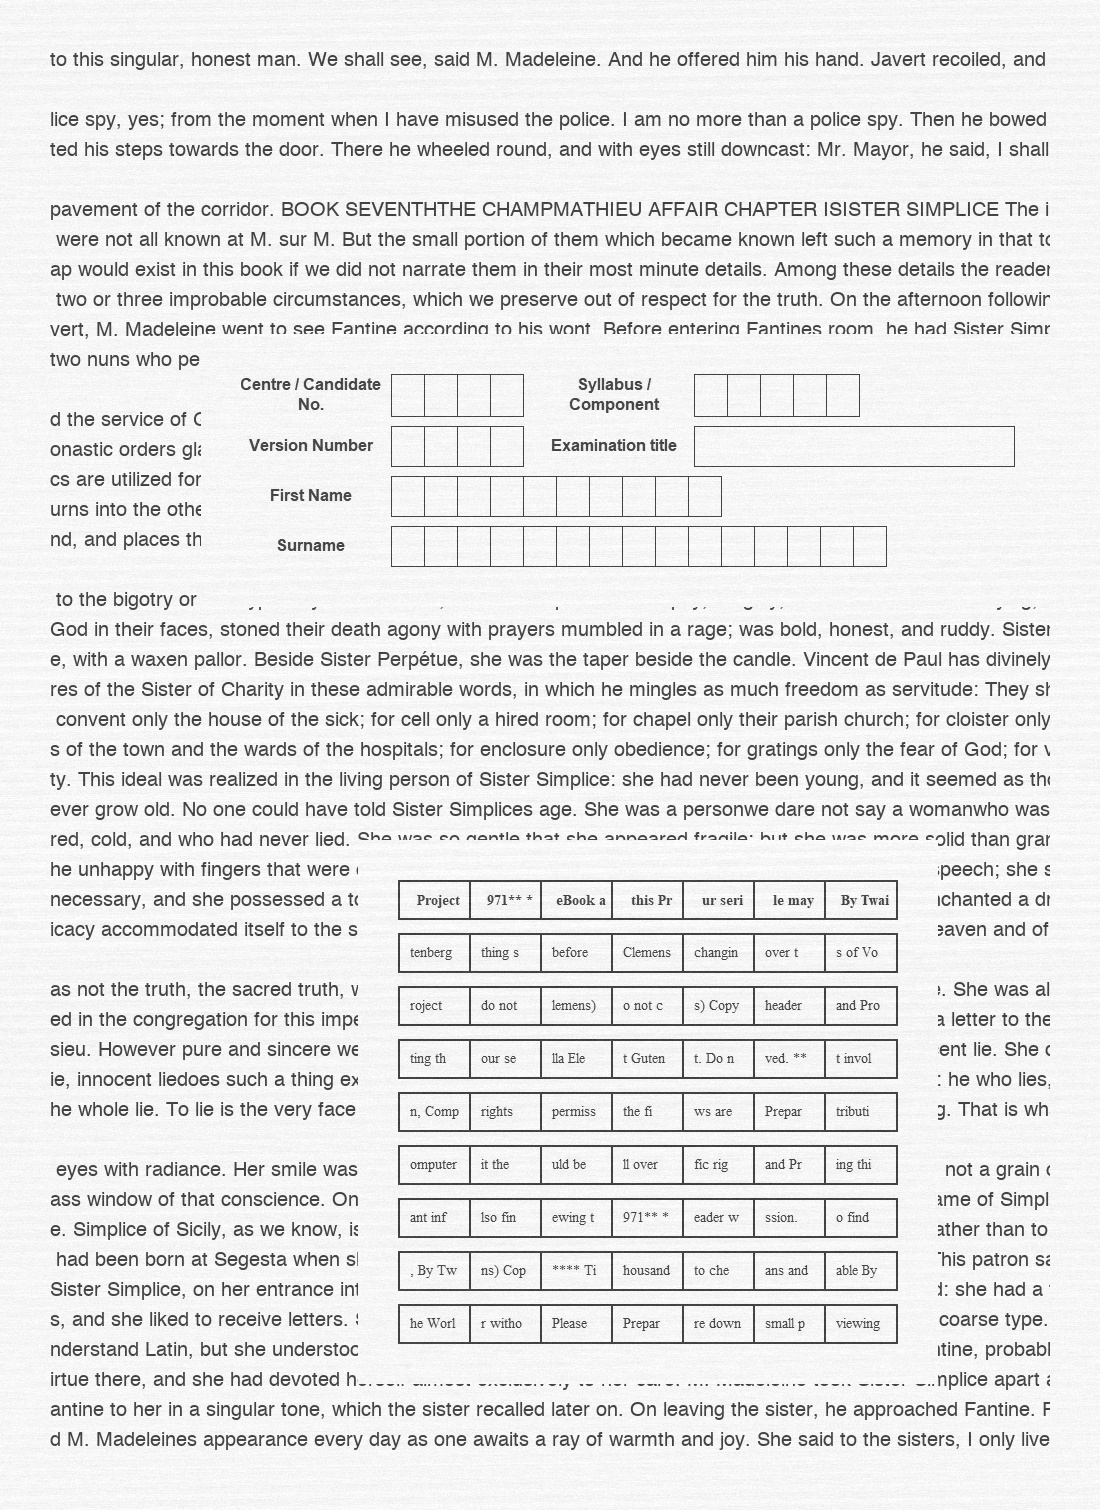 to this singular, honest man. We shall see, said M. Madeleine. And he offered him his hand. Javert recoiled, and
lice spy, yes; from the moment when I have misused the police. I am no more than a police spy. Then he bowed
ted his steps towards the door. There he wheeled round, and with eyes still downcast: Mr. Mayor, he said, I shall
pavement of the corridor. BOOK SEVENTHTHE CHAMPMATHIEU AFFAIR CHAPTER ISISTER SIMPLICE The i
were not all known at M. sur M. But the small portion of them which became known left such a memory in that to
ap would exist in this book if we did not narrate them in their most minute details. Among these details the reader
two or three improbable circumstances, which we preserve out of respect for the truth. On the afternoon followin
vert, M. Madeleine went to see Fantine according to his wont. Before entering Fantines room, he had Sister Simp
two nuns who pe
d the service of
onastic orders gla
cs are utilized for
urns into the othe
nd, and places th
to the bigotry or
Centre / Candidate No. Syllabus / Component
Version Number Examination title
First Name
Surname
God in their faces, stoned their death agony with prayers mumbled in a rage; was bold, honest, and ruddy. Sister
e, with a waxen pallor. Beside Sister Perpétue, she was the taper beside the candle. Vincent de Paul has divinely
res of the Sister of Charity in these admirable words, in which he mingles as much freedom as servitude: They sh
convent only the house of the sick; for cell only a hired room; for chapel only their parish church; for cloister only
s of the town and the wards of the hospitals; for enclosure only obedience; for gratings only the fear of God; for v
ty. This ideal was realized in the living person of Sister Simplice: she had never been young, and it seemed as tho
ever grow old. No one could have told Sister Simplices age. She was a personwe dare not say a womanwho was
red, cold, and who had never lied. She was so gentle that she appeared fragile; but she was more solid than gran
he unhappy with fingers that were speech; she s
necessary, and she possessed a to nchanted a dr
icacy accommodated itself to the s eaven and of
as not the truth, the sacred truth, w . She was al
ed in the congregation for this impe a letter to the
sieu. However pure and sincere we cent lie. She
ie, innocent liedoes such a thing ex : he who lies,
he whole lie. To lie is the very face g. That is wh
eyes with radiance. Her smile was not a grain
ass window of that conscience. On ame of Simpl
e. Simplice of Sicily, as we know, is ather than to
had been born at Segesta when sh This patron sa
Sister Simplice, on her entrance int d: she had a
s, and she liked to receive letters. coarse type.
nderstand Latin, but she understoo ntine, probabl
Project 971** * eBook a this Pr ur seri le may By Twai
tenberg thing s before Clemens changin over t s of Vo
roject do not lemens) o not c s) Copy header and Pro
ting th our se lla Ele t Guten t. Do n ved. ** t invol
n, Comp rights permiss the fi ws are Prepar tributi
omputer it the uld be ll over fic rig and Pr ing thi
ant inf lso fin ewing t 971** * eader w ssion. o find
, By Tw ns) Cop **** Ti housand to che ans and able By
he Worl r witho Please Prepar re down small p viewing
irtue there, and she had devoted herself almost exclusively to her care. M. Madeleine took Sister Simplice apart a
antine to her in a singular tone, which the sister recalled later on. On leaving the sister, he approached Fantine. F
d M. Madeleines appearance every day as one awaits a ray of warmth and joy. She said to the sisters, I only live